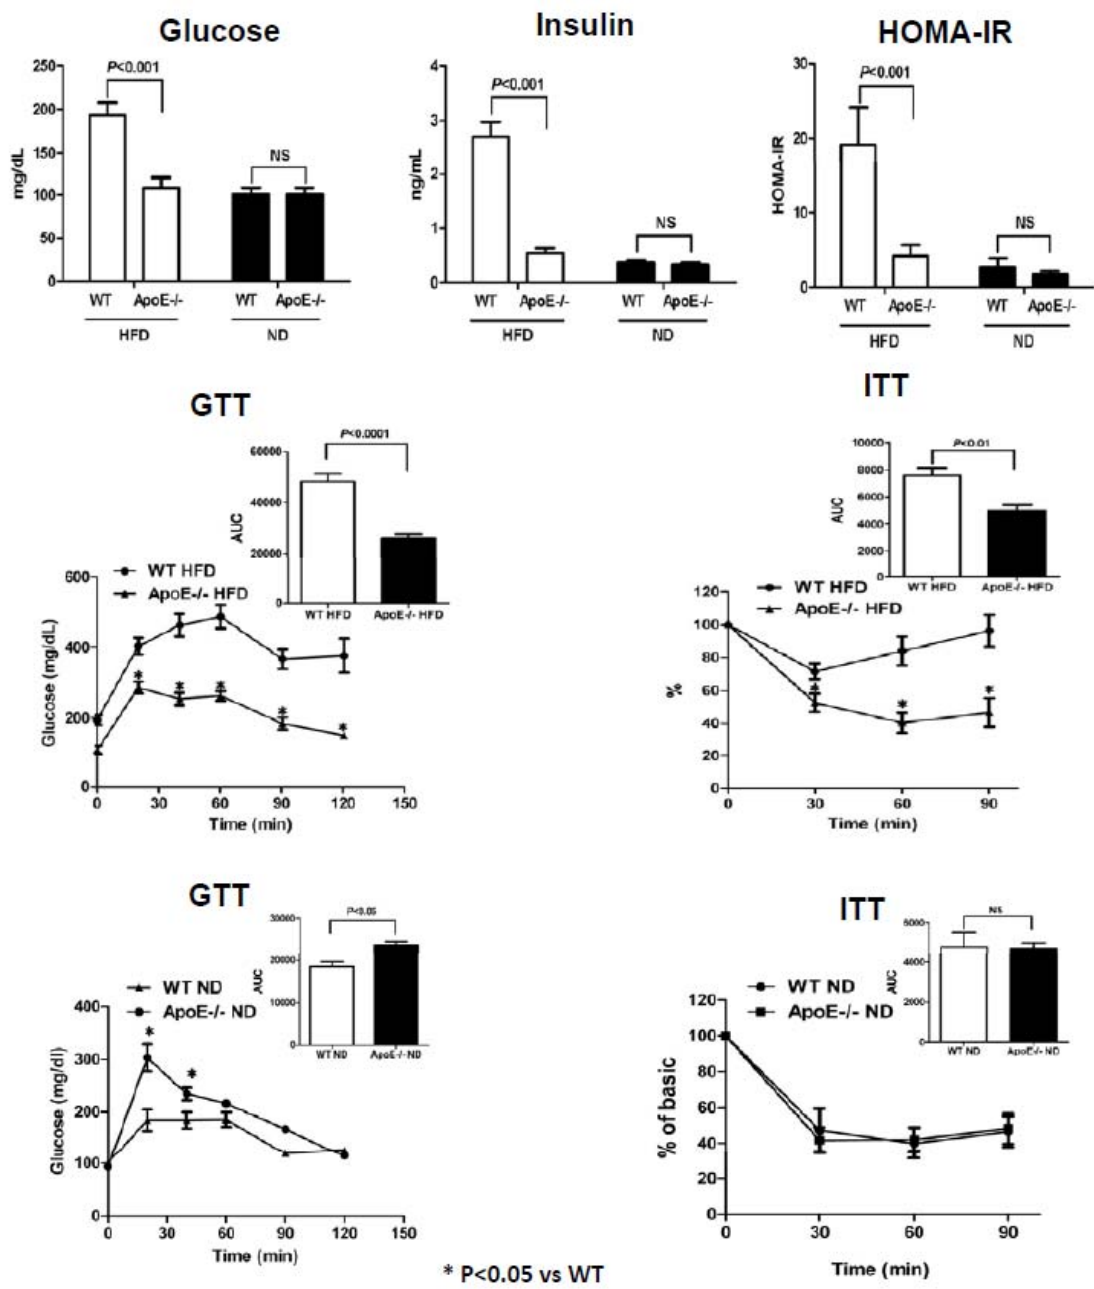 Glucose
Insulin
HOMA-IR
250
200
150
100
50
0
mg/dL
P<0.001
NS
WT ApoE-/- WT ApoE-/-
HFD ND
4
3
2
1
0
ng/mL
P<0.001
NS
WT ApoE-/- WT ApoE-/-
HFD ND
30
20
10
0
HOMA-IR
P<0.001
NS
WT ApoE-/- WT ApoE-/-
HFD ND
GTT
60000
40000
20000
0
AUC
P<0.0001
WT HFD ApoE-/- HFD
WT HFD
ApoE-/- HFD
600
400
200
0
Glucose (mg/dL)
* * * * *
0 30 60 90 120 150
Time (min)
ITT
10000
8000
6000
4000
2000
0
AUC
P<0.01
WT HFD ApoE-/- HFD
WT HFD
ApoE-/- HFD
120
100
80
60
40
20
0
%
* * *
0 30 60 90
Time (min)
GTT
30000
20000
10000
0
AUC
P<0.05
WT ND ApoE-/- ND
WT ND
ApoE-/- ND
400
300
200
100
0
Glucose (mg/dl)
* *
0 30 60 90 120 150
Time (min)
ITT
6000
4000
2000
0
AUC
NS
WT ND ApoE-/- ND
WT ND
ApoE-/- ND
120
100
80
60
40
20
0
% of basic
0 30 60 90
Time (min)
* P<0.05 vs WT